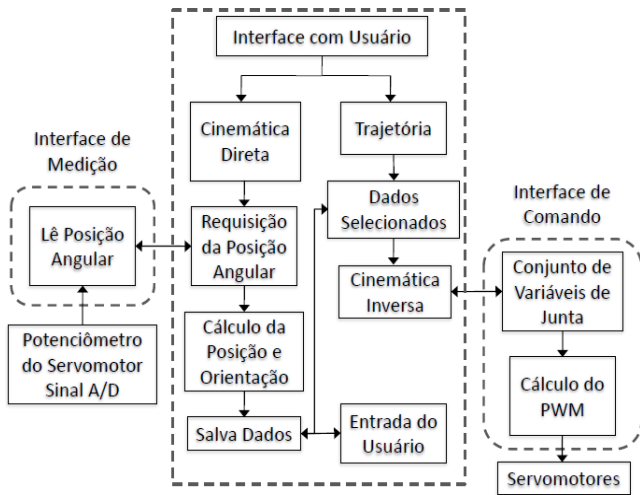 Interface com Usuário
Cinemática
Direta
Trajetória
Interface de
Medição
Lê Posição
Angular
Requisição
da Posição
Angular
Dados
Selecionados
Interface de
Comando
Cinemática
Inversa
Conjunto de
Variáveis de
Junta
Potenciômetro
do Servomotor
Sinal A/D
Cálculo da
Posição e
Orientação
Cálculo do
PWM
Salva Dados
Entrada do
Usuário
Servomotores